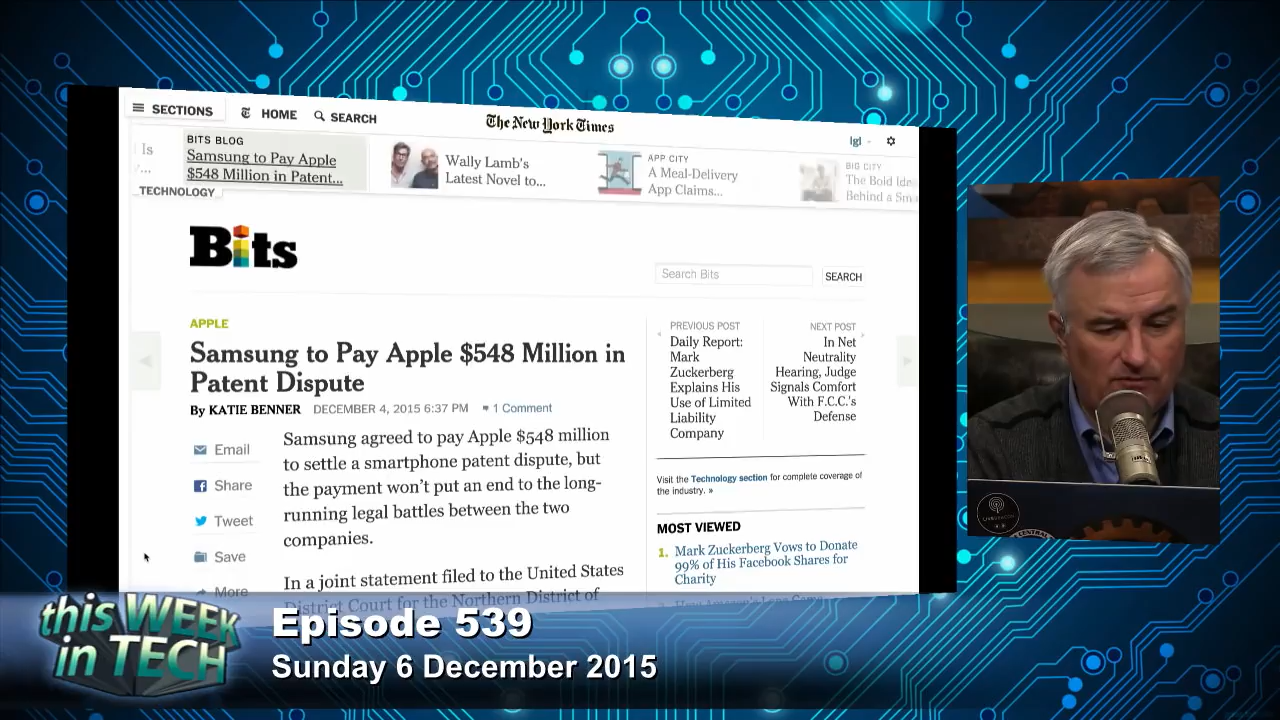 SECTIONS
HOME
SEARCH
The New York Times
lgl
Is
BITS BLOG
Samsung to Pay Apple
$548 Million in Patent...
Wally Lamb's
Latest Novel to...
APP CITY
A Meal-Delivery
App Claims...
BIG CITY
The Bold Ide
Behind a Sm
TECHNOLOGY
Bits
Search Bits
SEARCH
APPLE
Samsung to Pay Apple $548 Million in
Patent Dispute
By KATIE BENNER DECEMBER 4, 2015 6:37 PM 1 Comment
Email
Share
Tweet
Save
More
Samsung agreed to pay Apple $548 million
to settle a smartphone patent dispute, but
the payment won't put an end to the long-
running legal battles between the two
companies.
In a joint statement filed to the United States
District Court for the Northern District of
PREVIOUS POST
Daily Report:
Mark
Zuckerberg
Explains His
Use of Limited
Liability
Company
NEXT POST
In Net
Neutrality
Hearing, Judge
Signals Comfort
With F.C.C.'s
Defense
Visit the Technology section for complete coverage of
the industry. »
MOST VIEWED
1. Mark Zuckerberg Vows to Donate
99% of His Facebook Shares for
Charity
this WEEK
in TECH
Episode 539
Sunday 6 December 2015